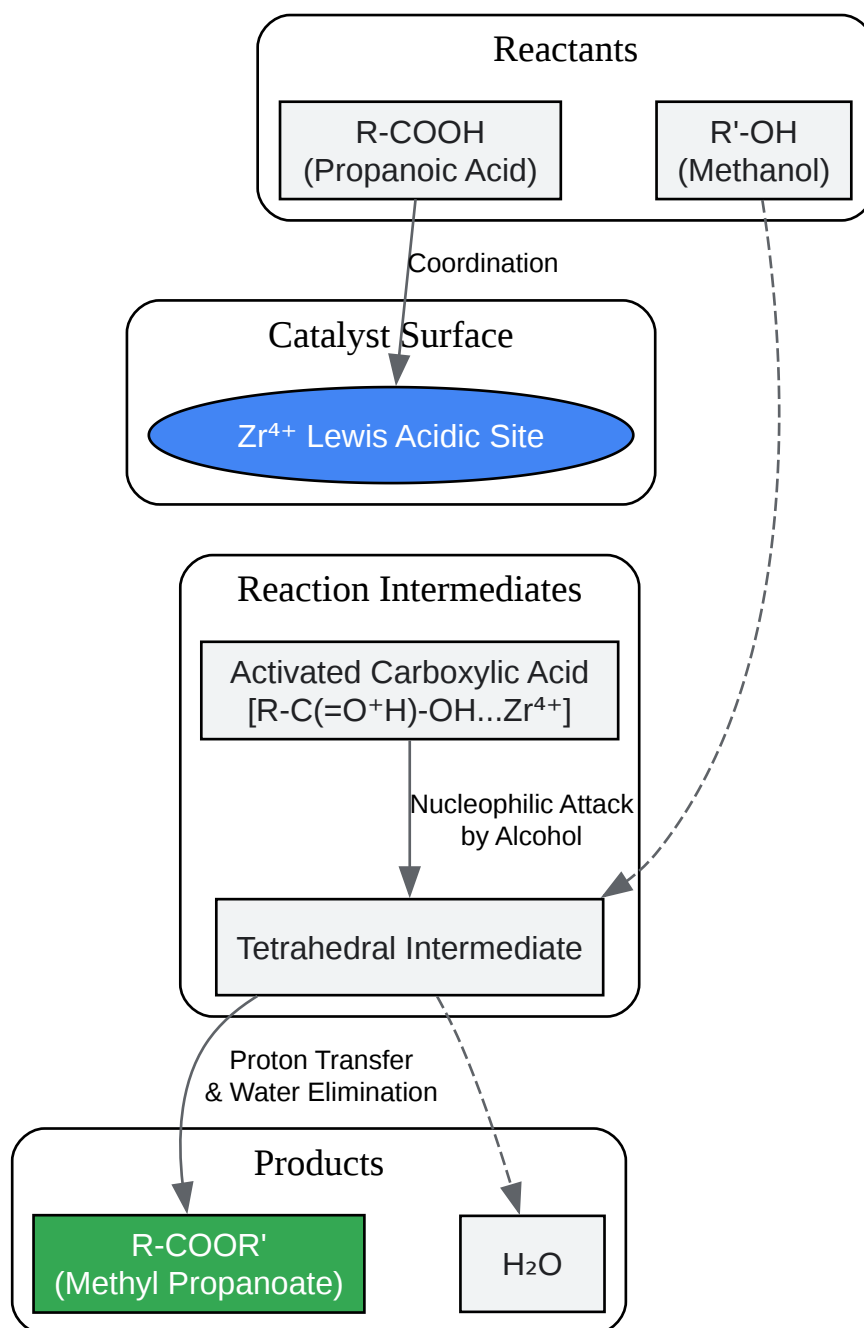 Reactants
R-COOH
(Propanoic Acid)
R'-OH
(Methanol)
Coordination
Catalyst Surface
Zr⁴⁺ Lewis Acidic Site
Reaction Intermediates
Activated Carboxylic Acid
[R-C(=O⁺H)-OH...Zr⁴⁺]
Nucleophilic Attack
by Alcohol
Tetrahedral Intermediate
Proton Transfer
& Water Elimination
Products
R-COOR'
(Methyl Propanoate)
H₂O